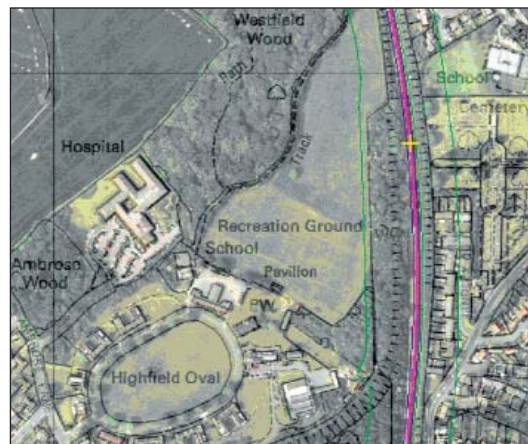 Westfield
Wood
Path
School
Cemetery
Hospital
Track
Recreation Ground
School
Ambrose
Wood
Pavilion
PW
Highfield Oval